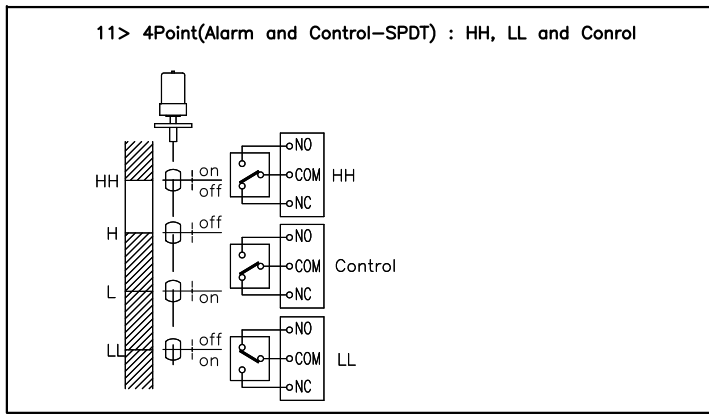 11> 4Point(Alarm and Control-SPDT) : HH, LL and Conrol
NO
HH on COM HH
off
NC
H off
NO
COM Control
L on
NC
NO
off
LL COM LL
on
NC